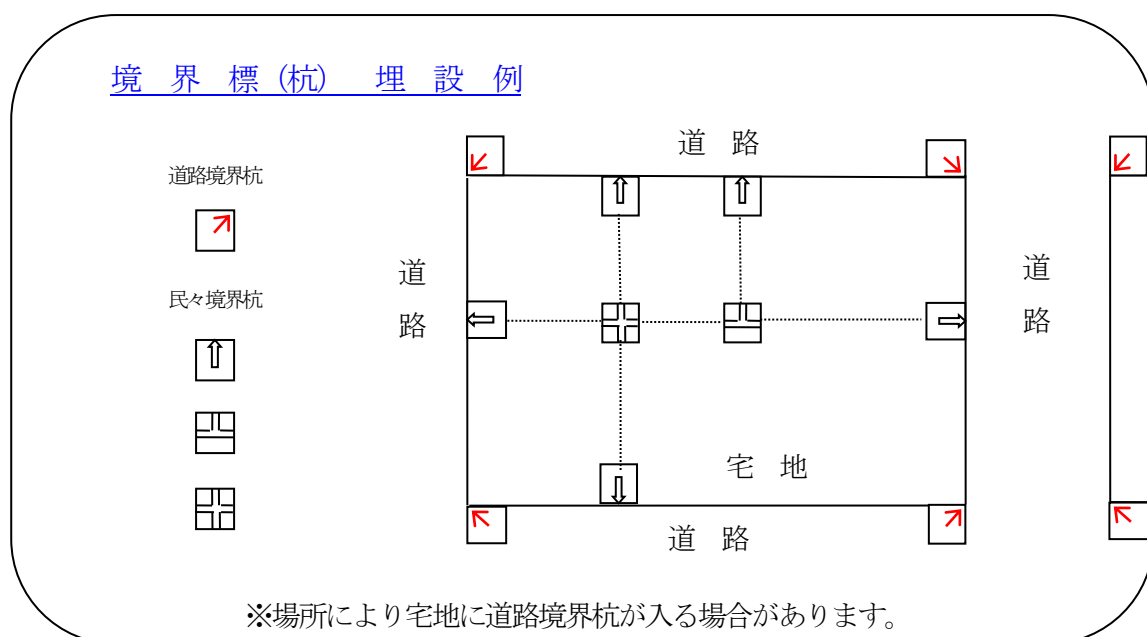 境 界 標(杭) 埋 設 例
道路境界杭
民々境界杭
道 路
道
路
道
路
宅 地
道 路
※場所により宅地に道路境界杭が入る場合があります。